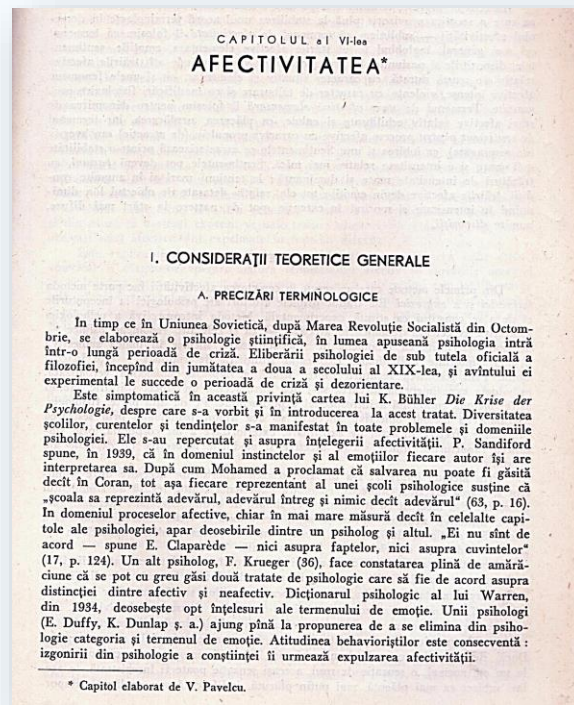 CAPITOLUL al VI-lea
AFECTIVITATEA*
I. CONSIDERAȚII TEORETICE GENERALE
A. PRECIZĂRI TERMINOLOGICE
In timp ce în Uniunea Sovietică, după Marea Revoluție Socialistă din Octom-
brie, se elaborează o psihologie științifică, în lumea apuseană psihologia intră
într-o lungă perioadă de criză. Eliberării psihologiei de sub tutela oficială a
filozofiei, începînd din jumătatea a doua a secolului al XIX-lea, și avîntului ei
experimental le succede o perioadă de criză și dezorientare.
Este simptomatică în această privință cartea lui K. Bühler Die Krise der
Psychologie, despre care s-a vorbit și în introducerea la acest tratat. Diversitatea
școlilor, curentelor și tendințelor s-a manifestat în toate problemele și domeniile
psihologiei. Ele s-au repercutat și asupra înțelegerii afectivității. P. Sandiford
spune, în 1939, că în domeniul instinctelor și al emoțiilor fiecare autor își are
interpretarea sa. După cum Mohamed a proclamat că salvarea nu poate fi găsită
decît în Coran, tot așa fiecare reprezentant al unei școli psihologice susține că
„școala sa reprezintă adevărul, adevărul întreg și nimic decît adevărul“ (63, p. 16).
In domeniul proceselor afective, chiar în mai mare măsură decît în celelalte capi-
tole ale psihologiei, apar deosebirile dintre un psiholog și altul. „Ei nu sînt de
acord — spune E. Claparède — nici asupra faptelor, nici asupra cuvintelor“
(17, p. 124). Un alt psiholog, F. Krueger (36), face constatarea plină de amără-
ciune că se pot cu greu găsi două tratate de psihologie care să fie de acord asupra
distincției dintre afectiv și neafectiv. Dicționarul psihologic al lui Warren,
din 1934, deosebește opt înțelesuri ale termenului de emoție. Unii psihologi
(E. Duffy, K. Dunlap ș. a.) ajung pînă la propunerea de a se elimina din psiho-
logie categoria și termenul de emoție. Atitudinea behavioriștilor este consecventă :
izgonirii din psihologie a conștiinței îi urmează expulzarea afectivității.
* Capitol elaborat de V. Pavelcu.